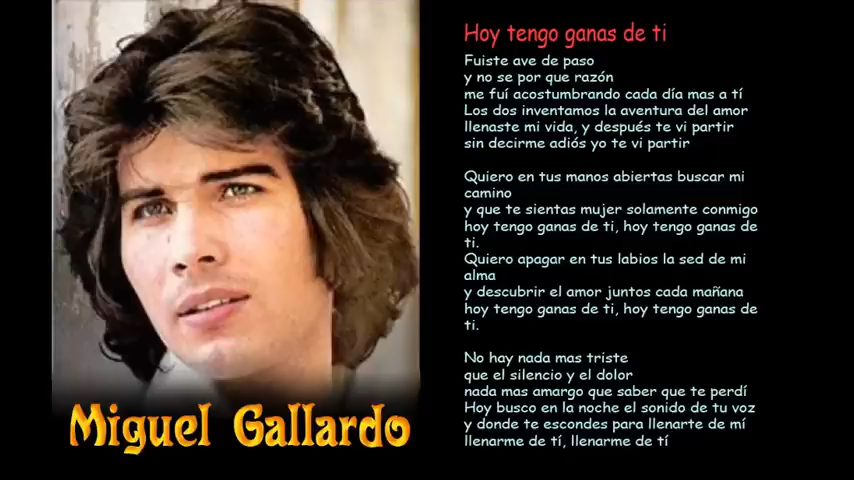 Hoy tengo ganas de ti
Fuiste ave de paso
y no se por que razón
me fuí acostumbrando cada día mas a tí
Los dos inventamos la aventura del amor
llenaste mi vida, y después te vi partir
sin decirme adiós yo te vi partir
Quiero en tus manos abiertas buscar mi
camino
y que te sientas mujer solamente conmigo
hoy tengo ganas de ti, hoy tengo ganas de
ti.
Quiero apagar en tus labios la sed de mi
alma
y descubrir el amor juntos cada mañana
hoy tengo ganas de ti, hoy tengo ganas de
ti.
No hay nada mas triste
que el silencio y el dolor
nada mas amargo que saber que te perdí
Hoy busco en la noche el sonido de tu voz
y donde te escondes para llenarte de mí
llenarme de tí, llenarme de tí
Miguel Gallardo